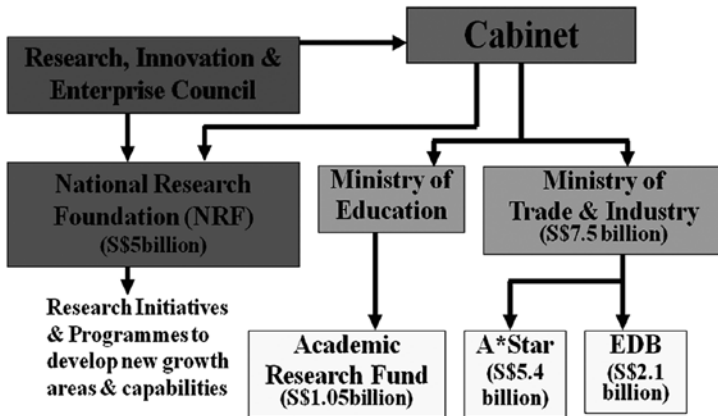 Cabinet
Research, Innovation &
Enterprise Council
National Research
Foundation (NRF)
(S$5billion)
Ministry of
Education
Ministry of
Trade & Industry
(S$7.5 billion)
Research Initiatives
& Programmes to
develop new growth
areas & capabilities
Academic
Research Fund
(S$1.05billion)
A*Star
(S$5.4
billion)
EDB
(S$2.1
billion)